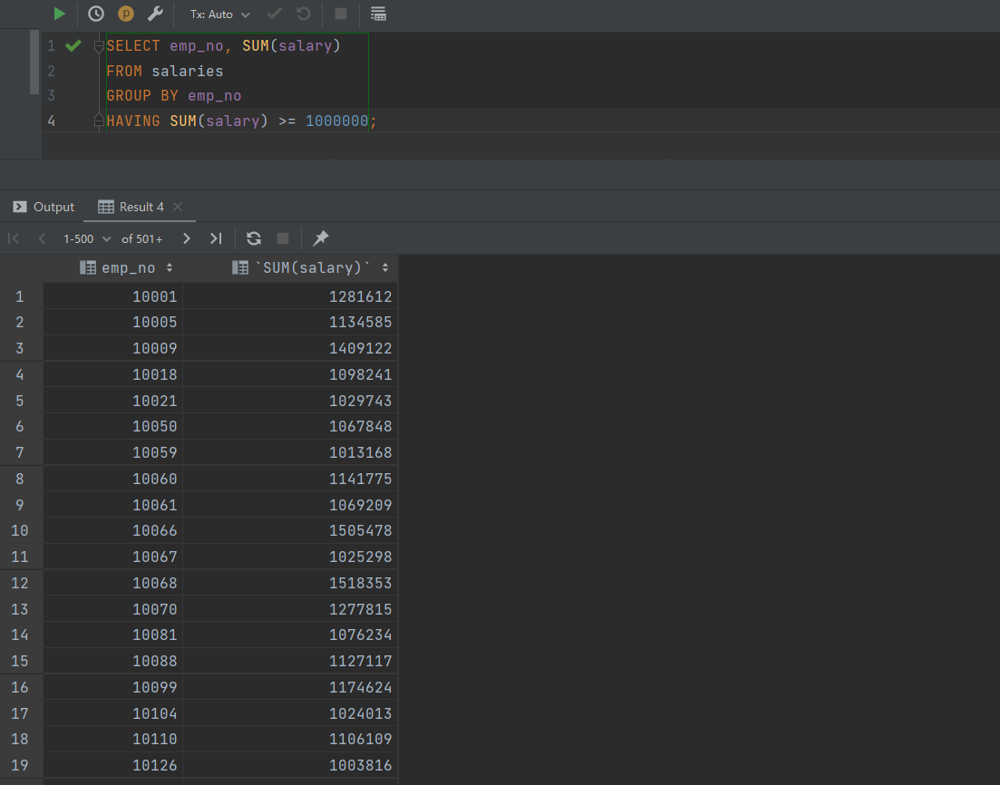 Tx: Auto
1 SELECT emp_no, SUM(salary)
2 FROM salaries
3 GROUP BY emp_no
4 HAVING SUM(salary) >= 1000000;
Output Result 4
1-500 of 501+
emp_no `SUM(salary)`
1 10001 1281612
2 10005 1134585
3 10009 1409122
4 10018 1098241
5 10021 1029743
6 10050 1067848
7 10059 1013168
8 10060 1141775
9 10061 1069209
10 10066 1505478
11 10067 1025298
12 10068 1518353
13 10070 1277815
14 10081 1076234
15 10088 1127117
16 10099 1174624
17 10104 1024013
18 10110 1106109
19 10126 1003816